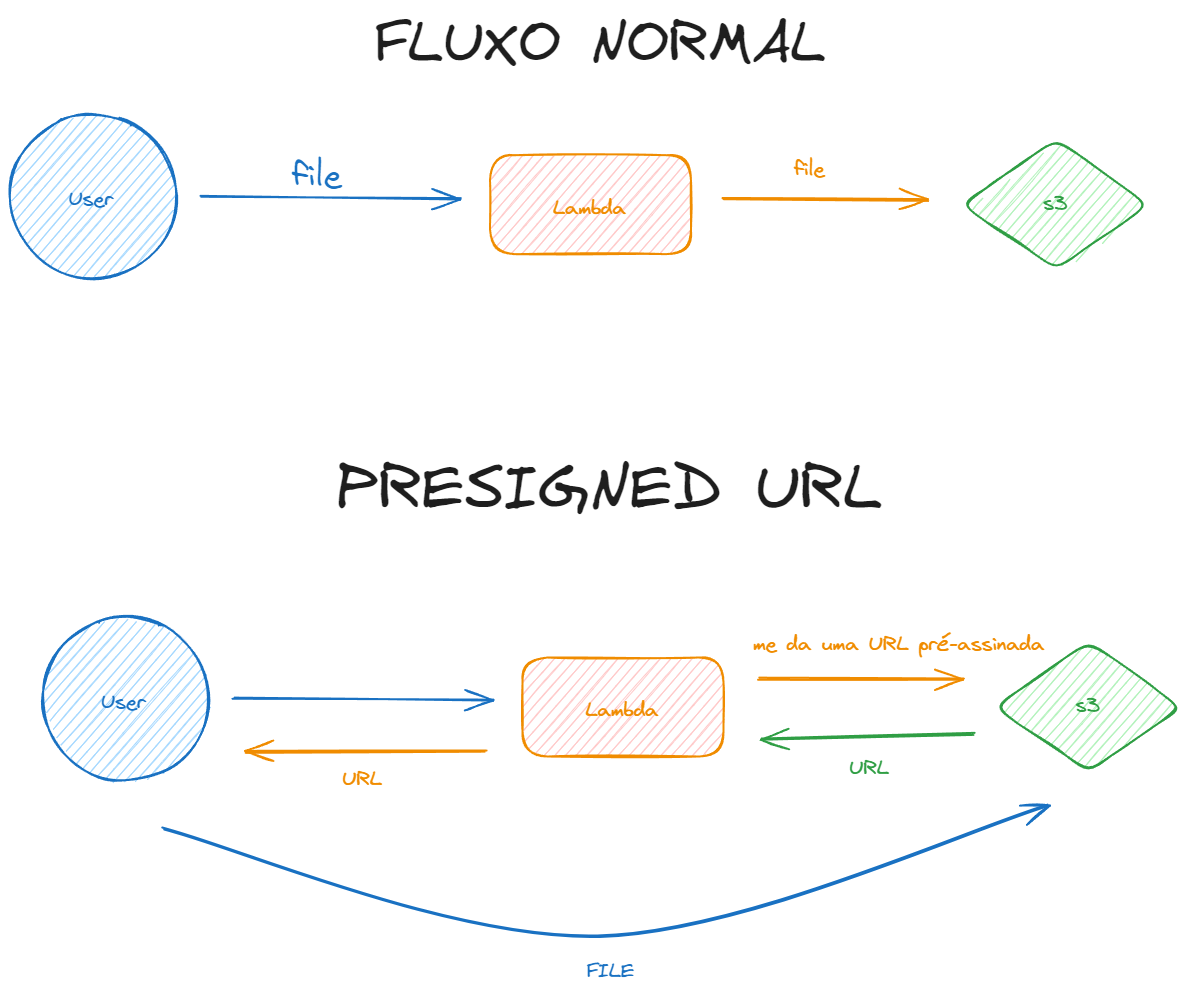 FLUXO NORMAL
file
file
User
Lambda
s3
PRESIGNED URL
me da uma URL pré-assinada
User
Lambda
s3
URL
URL
FILE